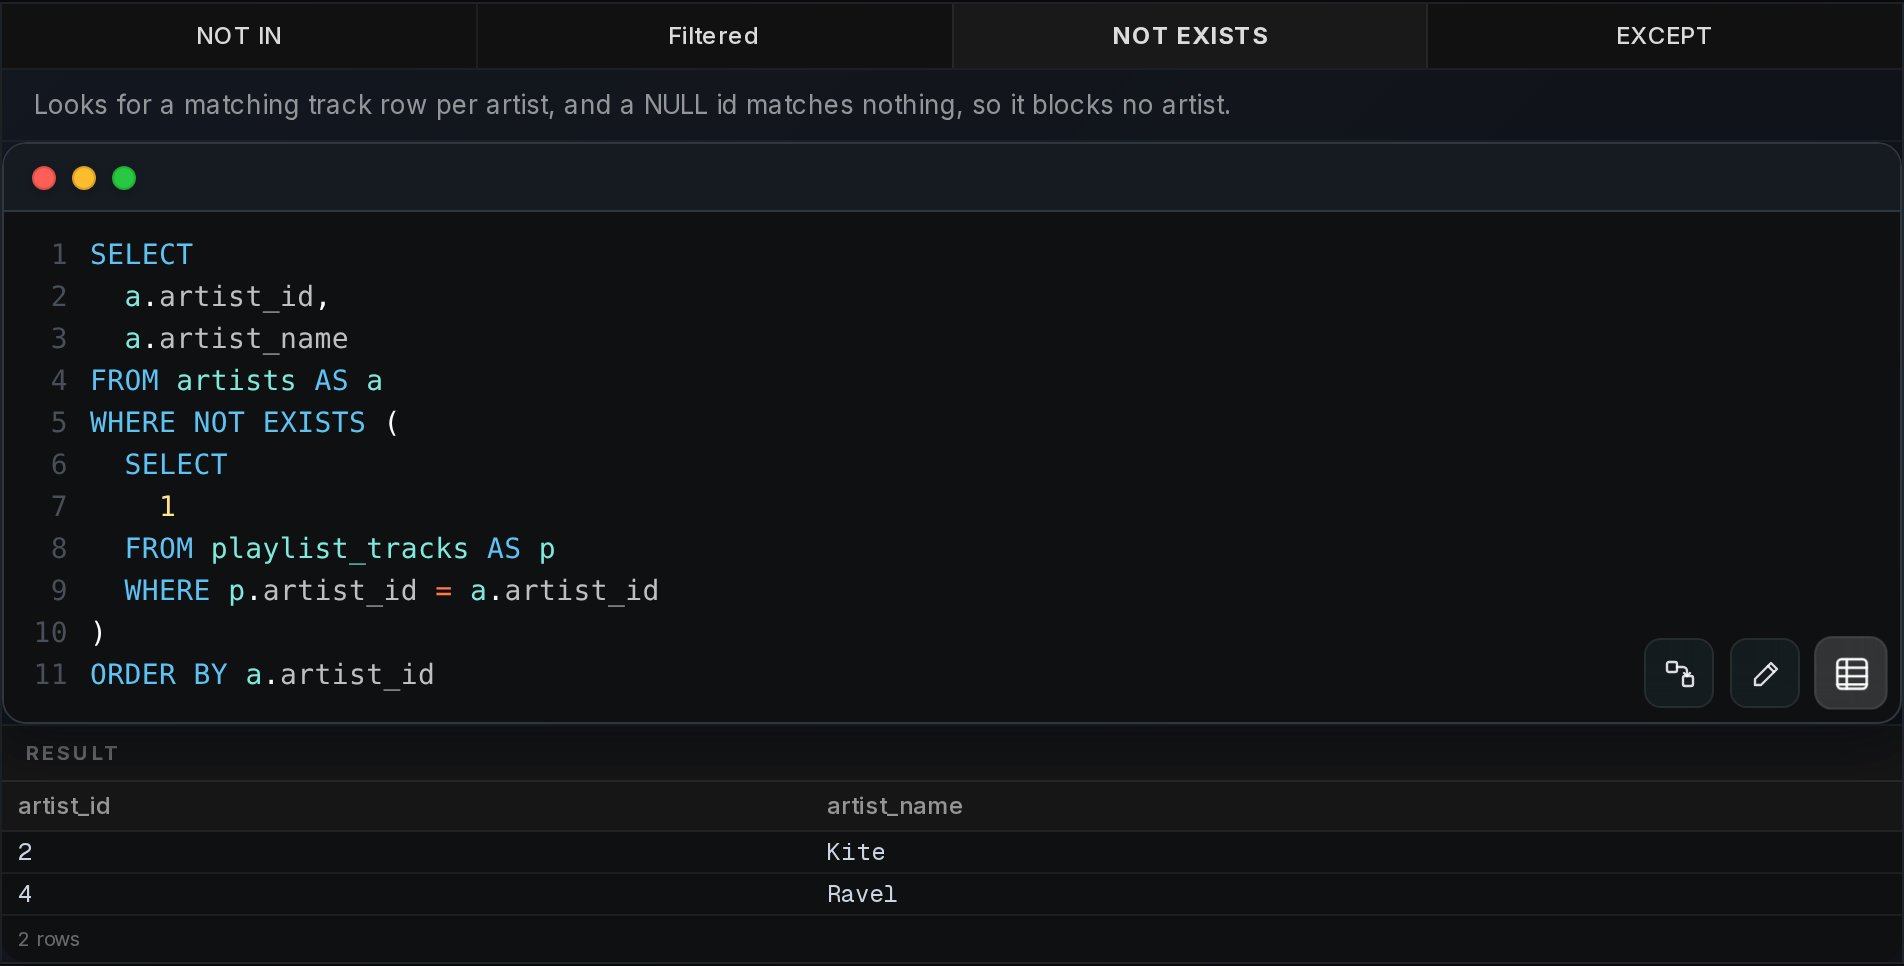 NOT IN
Filtered
NOT EXISTS
EXCEPT
Looks for a matching track row per artist, and a NULL id matches nothing, so it blocks no artist.
1 SELECT
2   a.artist_id,
3   a.artist_name
4 FROM artists AS a
5 WHERE NOT EXISTS (
6   SELECT
7     1
8   FROM playlist_tracks AS p
9   WHERE p.artist_id = a.artist_id
10 )
11 ORDER BY a.artist_id
RESULT
artist_id artist_name
2 Kite
4 Ravel
2 rows